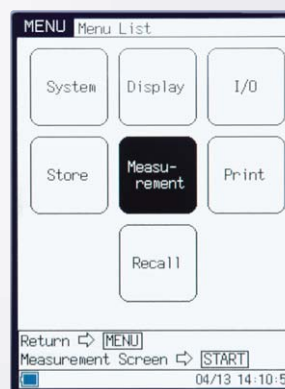 MENU Menu List
System Display I/O
Store Measu-
rement Print
Recall
Return ⇨ MENU
Measurement Screen ⇨ START
04/13 14:10:5